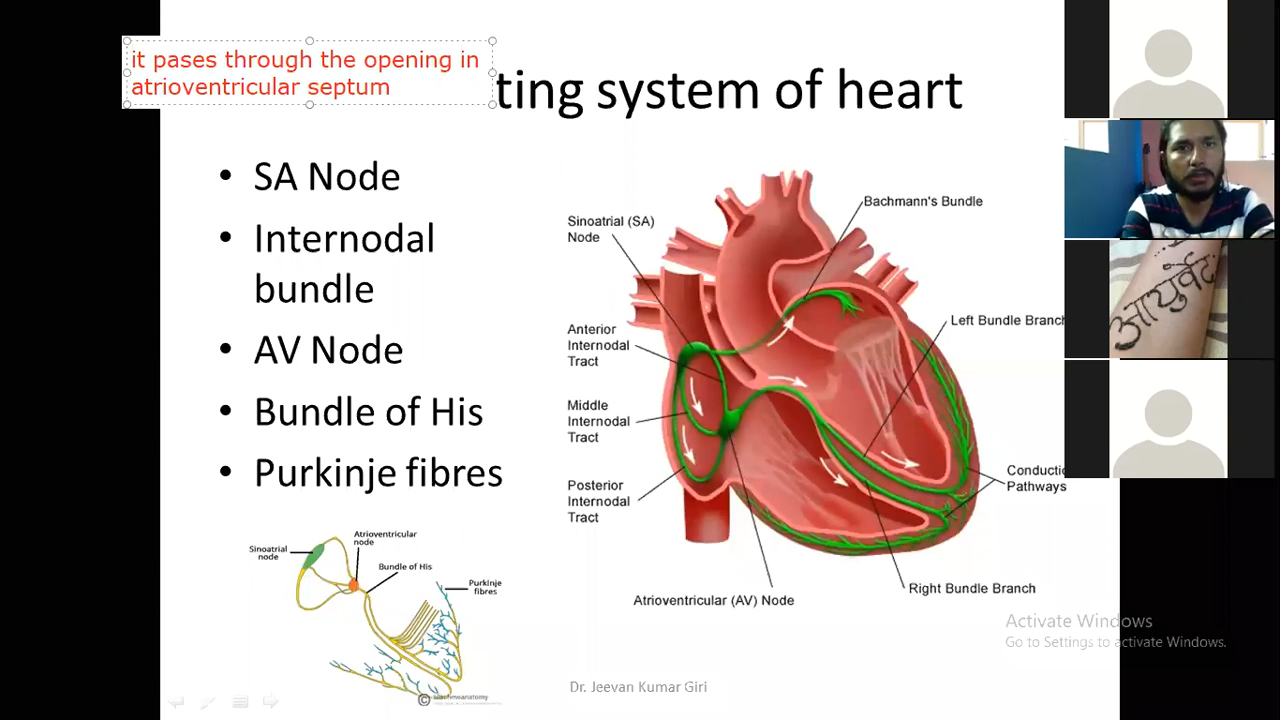 it pases through the opening in
atrioventricular septum
ting system of heart
• SA Node
• Internodal
bundle
• AV Node
• Bundle of His
• Purkinje fibres
Sinoatrial (SA)
Node
Bachmann's Bundle
Anterior
Internodal
Tract
Left Bundle Branch
Middle
Internodal
Tract
Posterior
Internodal
Tract
Conductic
Pathways
Right Bundle Branch
Atrioventricular (AV) Node
Sinoatrial
node
Atrioventricular
node
Bundle of His
Purkinje
fibres
©
Dr. Jeevan Kumar Giri
Activate Windows
Go to Settings to activate Windows.
आयुर्वेद